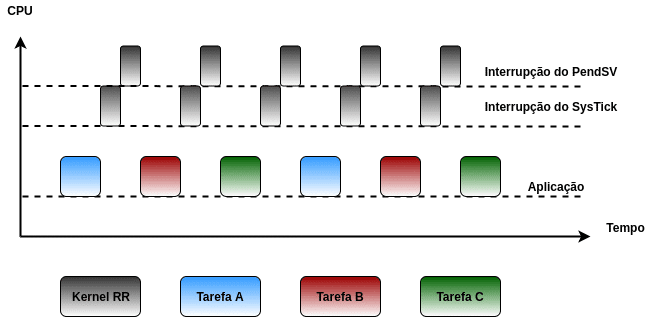 CPU
Interrupção do PendSV
Interrupção do SysTick
Aplicação
Tempo
Kernel RR
Tarefa A
Tarefa B
Tarefa C